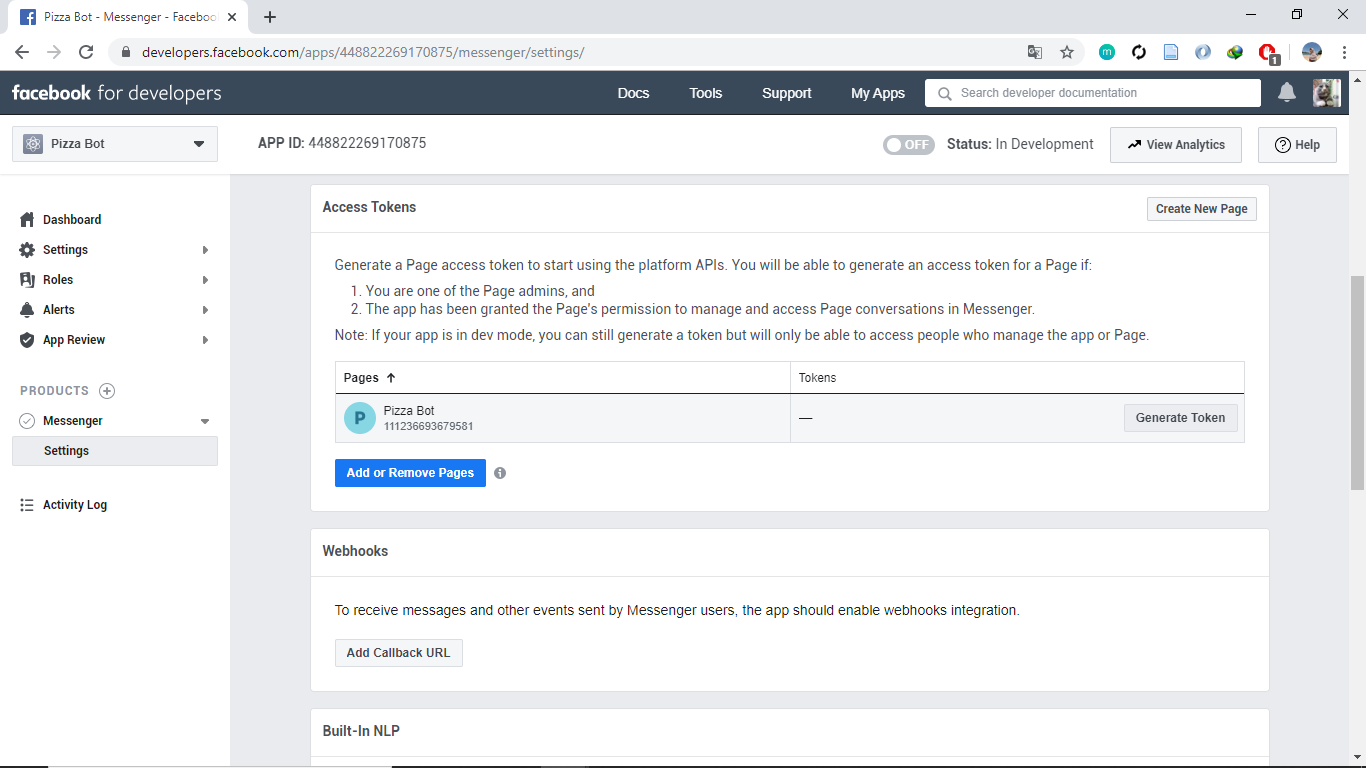 Pizza Bot - Messenger - Faceboo
developers.facebook.com/apps/448822269170875/messenger/settings/
m
1
facebook for developers
Docs
Tools
Support
My Apps
Search developer documentation
Pizza Bot
APP ID: 448822269170875
OFF
Status: In Development
View Analytics
Help
Dashboard
Settings
Roles
Alerts
App Review
PRODUCTS
Messenger
Settings
Activity Log
Access Tokens
Create New Page
Generate a Page access token to start using the platform APIs. You will be able to generate an access token for a Page if:
1. You are one of the Page admins, and
2. The app has been granted the Page's permission to manage and access Page conversations in Messenger.
Note: If your app is in dev mode, you can still generate a token but will only be able to access people who manage the app or Page.
Pages
Tokens
P
Pizza Bot
111236693679581
—
Generate Token
Add or Remove Pages
Webhooks
To receive messages and other events sent by Messenger users, the app should enable webhooks integration.
Add Callback URL
Built-In NLP